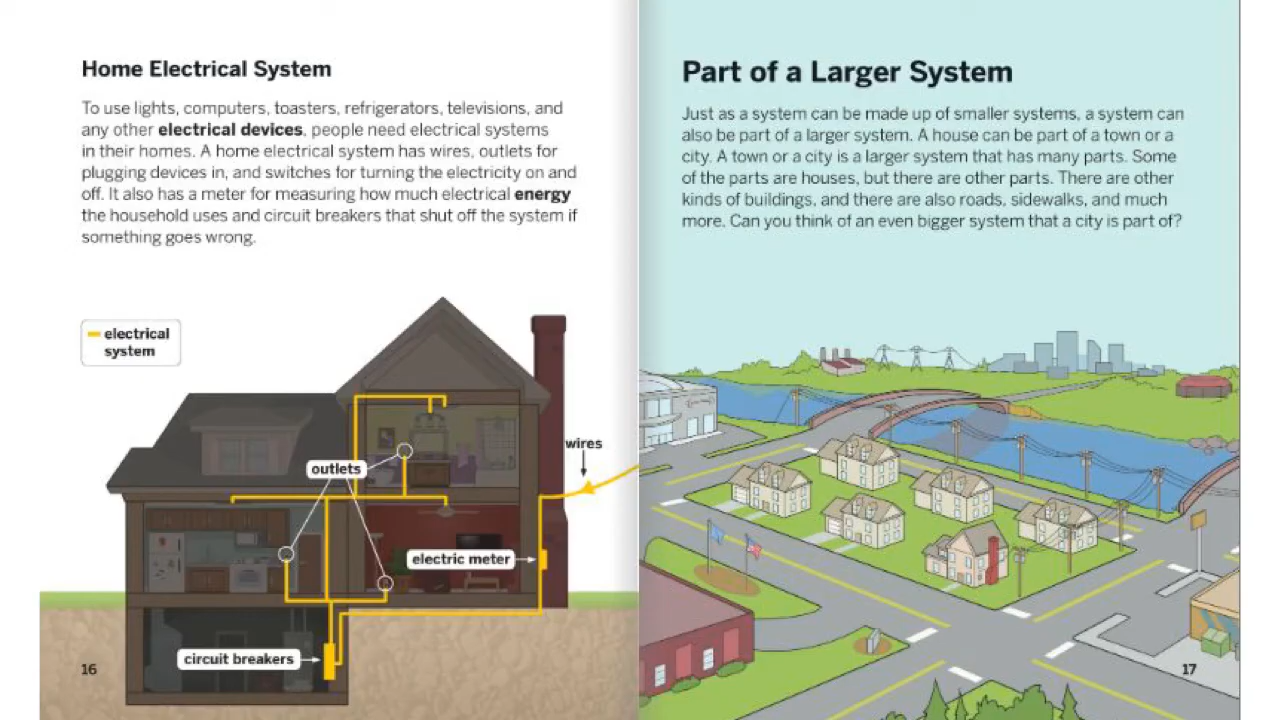 Home Electrical System
To use lights, computers, toasters, refrigerators, televisions, and
any other electrical devices, people need electrical systems
in their homes. A home electrical system has wires, outlets for
plugging devices in, and switches for turning the electricity on and
off. It also has a meter for measuring how much electrical energy
the household uses and circuit breakers that shut off the system if
something goes wrong.
electrical
system
outlets
wires
electric meter
circuit breakers
16
Part of a Larger System
Just as a system can be made up of smaller systems, a system can
also be part of a larger system. A house can be part of a town or a
city. A town or a city is a larger system that has many parts. Some
of the parts are houses, but there are other parts. There are other
kinds of buildings, and there are also roads, sidewalks, and much
more. Can you think of an even bigger system that a city is part of?
17